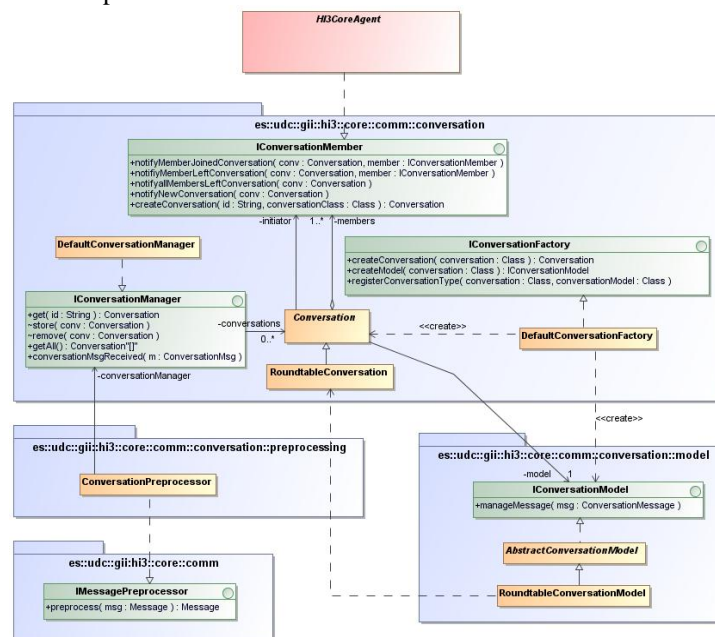 HI3CoreAgent
es::udc::gii::hi3::core::comm::conversation
IConversationMember
+notifyMemberJoinedConversation( conv : Conversation, member : IConversationMember )
+notifiyMemberLeftConversation( conv : Conversation, member : IConversationMember )
+notifyallMembersLeftConversation( conv : Conversation )
+notifyNewConversation( conv : Conversation )
+createConversation( id : String, conversationClass : Class ) : Conversation
-initiator
1..*
-members
DefaultConversationManager
IConversationFactory
+createConversation( conversation : Class ) : Conversation
+createModel( conversation : Class ) : IConversationModel
+registerConversationType( conversation : Class, conversationModel : Class )
IConversationManager
+get( id : String ) : Conversation
~store( conv : Conversation )
~remove( conv : Conversation )
+getAll() : Conversation"[]"
+conversationMsgReceived( m : ConversationMsg )
-conversations
0..*
Conversation
<<create>>
DefaultConversationFactory
RoundtableConversation
-conversationManager
<<create>>
es::udc::gii::hi3::core::comm::conversation::preprocessing
ConversationPreprocessor
es::udc::gii::hi3::core::comm::conversation::model
-model
1
IConversationModel
+manageMessage( msg : ConversationMessage )
AbstractConversationModel
RoundtableConversationModel
es::udc::gii::hi3::core::comm
IMessagePreprocessor
+preprocess( msg : Message ) : Message